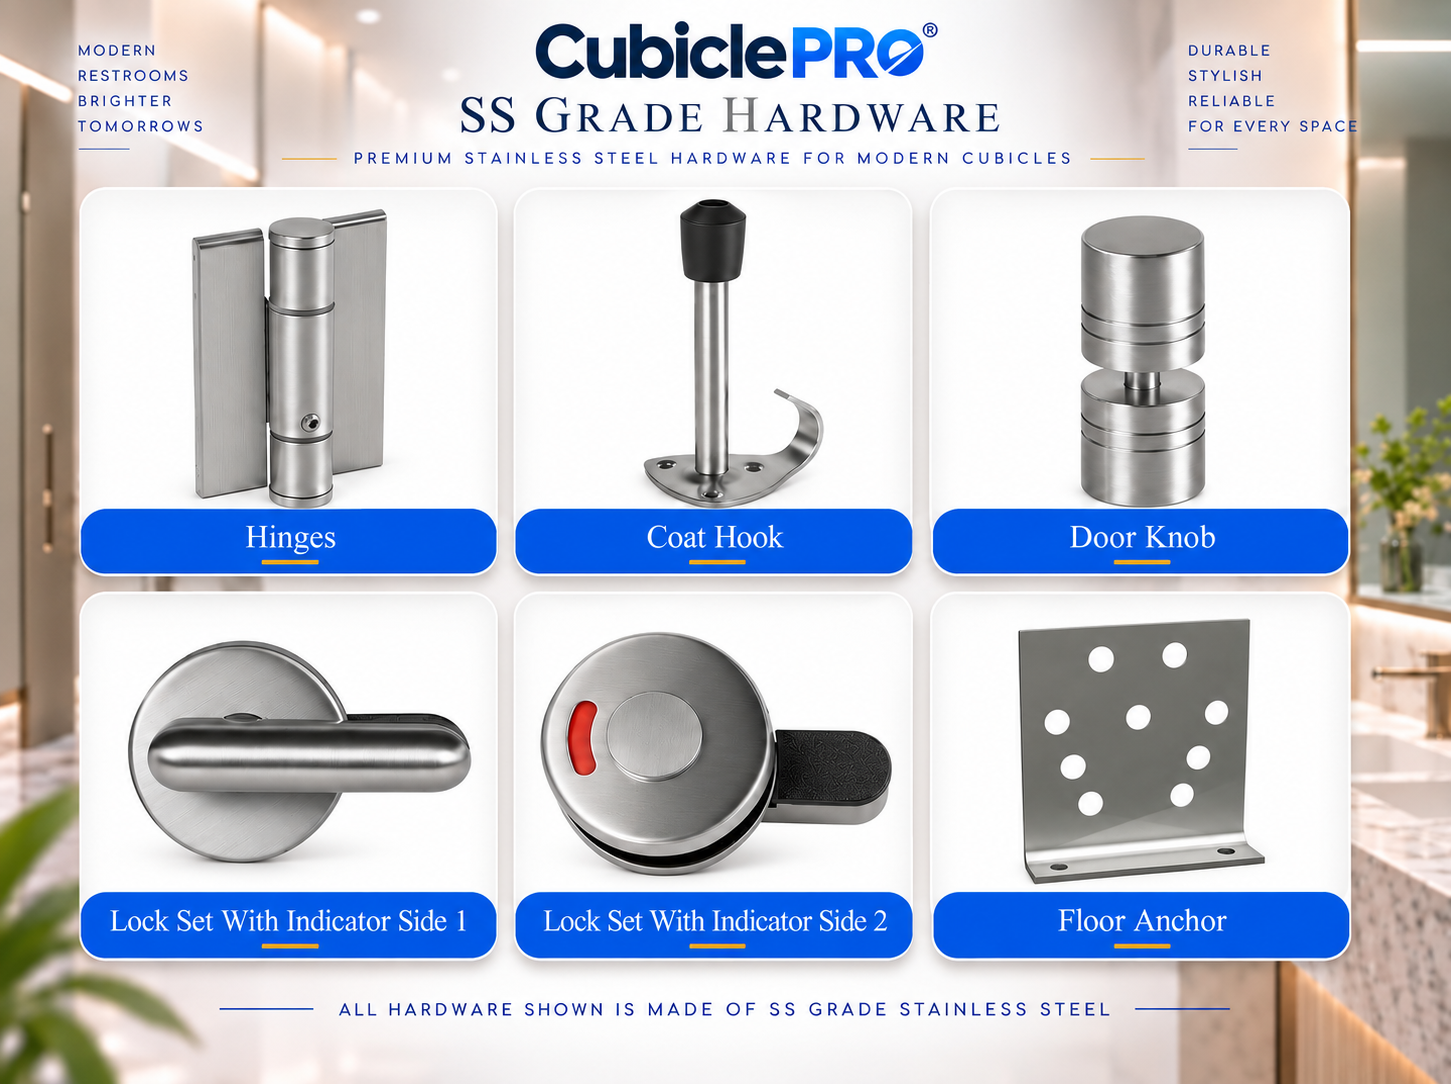 MODERN
RESTROOMS
BRIGHTER
TOMORROWS
CubiclePRO®
SS GRADE HARDWARE
PREMIUM STAINLESS STEEL HARDWARE FOR MODERN CUBICLES
DURABLE
STYLISH
RELIABLE
FOR EVERY SPACE
Hinges
Coat Hook
Door Knob
Lock Set With Indicator Side 1
Lock Set With Indicator Side 2
Floor Anchor
ALL HARDWARE SHOWN IS MADE OF SS GRADE STAINLESS STEEL